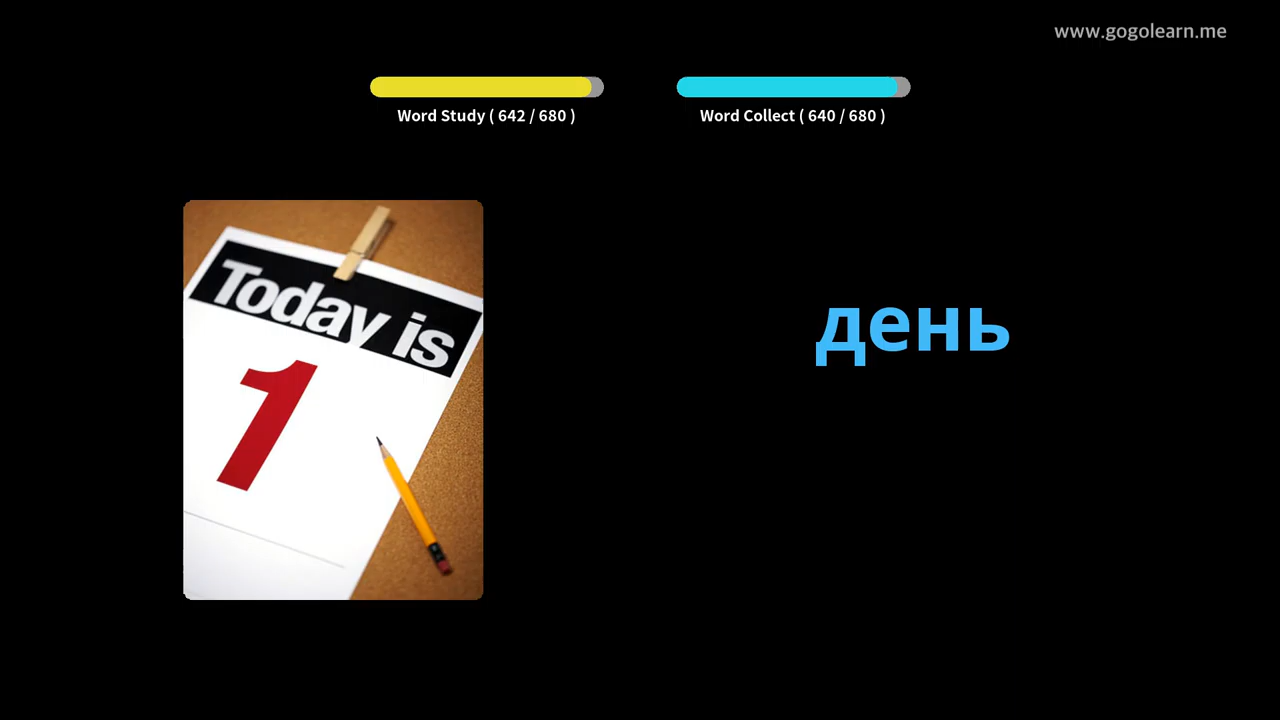 www.gogolearn.me
Word Study ( 642 / 680 )
Word Collect ( 640 / 680 )
Today is
1
день